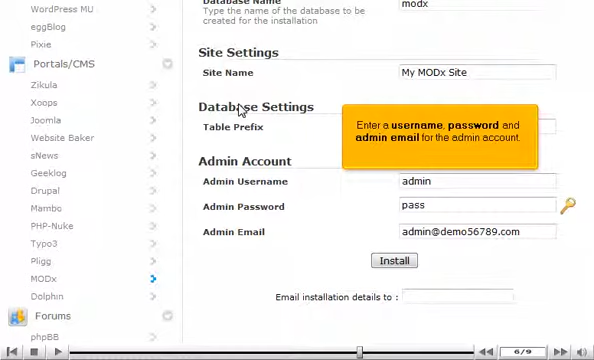 WordPress MU
eggBlog
Pixie
Portals/CMS
Zikula
Xoops
Joomla
Website Baker
sNews
Geeklog
Drupal
Mambo
PHP-Nuke
Typo3
Pligg
MODx
Dolphin
Forums
phpBB
Database Name
modx
Type the name of the database to be
created for the installation
Site Settings
Site Name
My MODx Site
Database Settings
Table Prefix
Enter a username, password and
admin email for the admin account.
Admin Account
Admin Username
admin
Admin Password
pass
Admin Email
admin@demo56789.com
Install
Email installation details to :
6/9